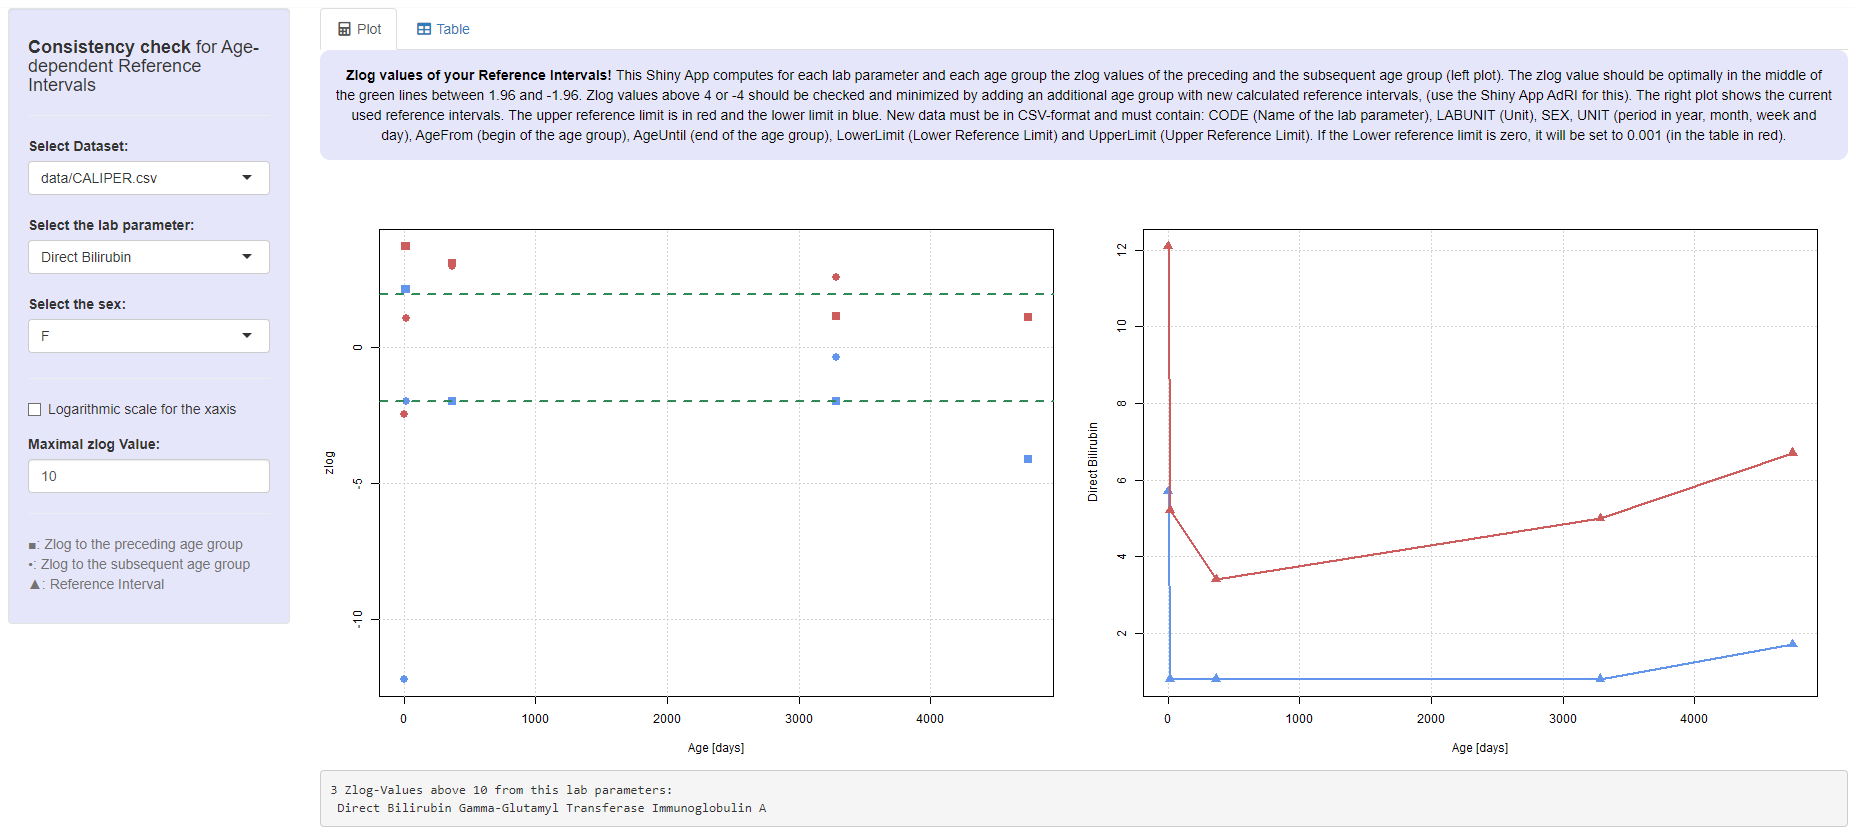 Consistency check for Age-
dependent Reference
Intervals
Select Dataset:
data/CALIPER.csv
Select the lab parameter:
Direct Bilirubin
Select the sex:
F
Logarithmic scale for the xaxis
Maximal zlog Value:
10
■: Zlog to the preceding age group
•: Zlog to the subsequent age group
▲: Reference Interval
Plot
Table
Zlog values of your Reference Intervals! This Shiny App computes for each lab parameter and each age group the zlog values of the preceding and the subsequent age group (left plot). The zlog value should be optimally in the middle of
the green lines between 1.96 and -1.96. Zlog values above 4 or -4 should be checked and minimized by adding an additional age group with new calculated reference intervals, (use the Shiny App AdRI for this). The right plot shows the current
used reference intervals. The upper reference limit is in red and the lower limit in blue. New data must be in CSV-format and must contain: CODE (Name of the lab parameter), LABUNIT (Unit), SEX, UNIT (period in year, month, week and
day), AgeFrom (begin of the age group), AgeUntil (end of the age group), LowerLimit (Lower Reference Limit) and UpperLimit (Upper Reference Limit). If the Lower reference limit is zero, it will be set to 0.001 (in the table in red).
zlog
0
-5
-10
0 1000 2000 3000 4000
Age [days]
Direct Bilirubin
12
10
8
6
4
2
0 1000 2000 3000 4000
Age [days]
3 Zlog-Values above 10 from this lab parameters:
Direct Bilirubin Gamma-Glutamyl Transferase Immunoglobulin A